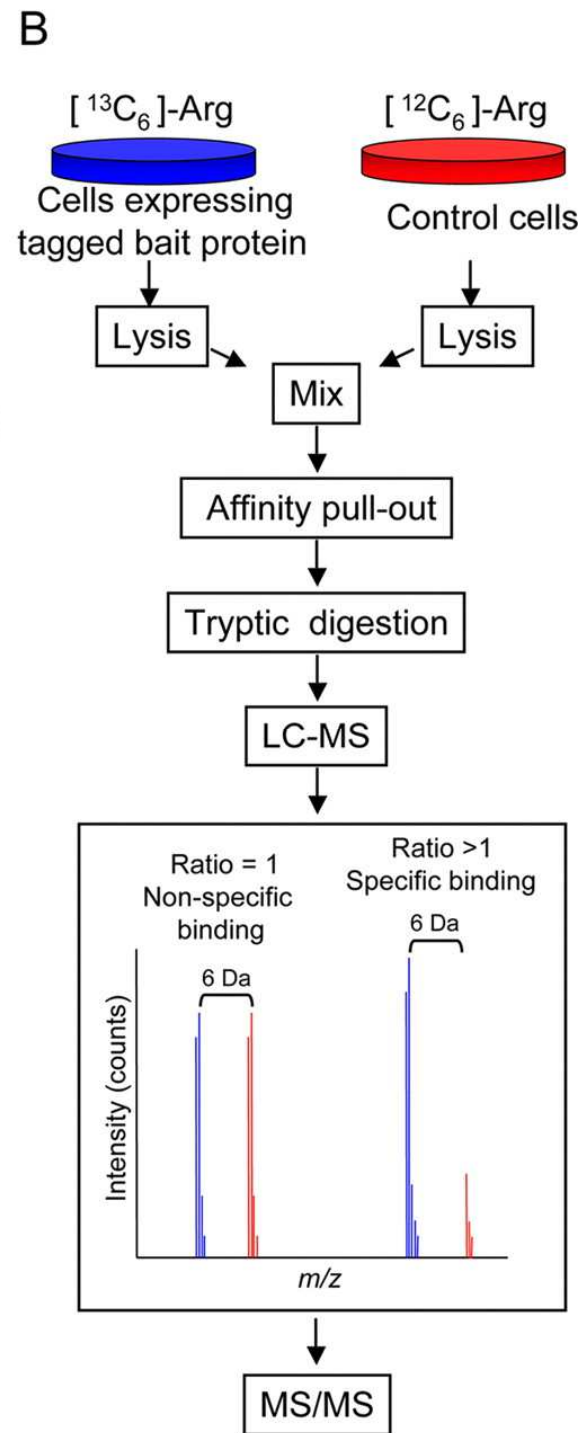 B
[ ¹³C₆ ]-Arg
[ ¹²C₆ ]-Arg
Cells expressing
tagged bait protein
Control cells
Lysis
Lysis
Mix
Affinity pull-out
Tryptic digestion
LC-MS
Ratio = 1
Non-specific
binding
Ratio >1
Specific binding
6 Da
6 Da
Intensity (counts)
m/z
MS/MS